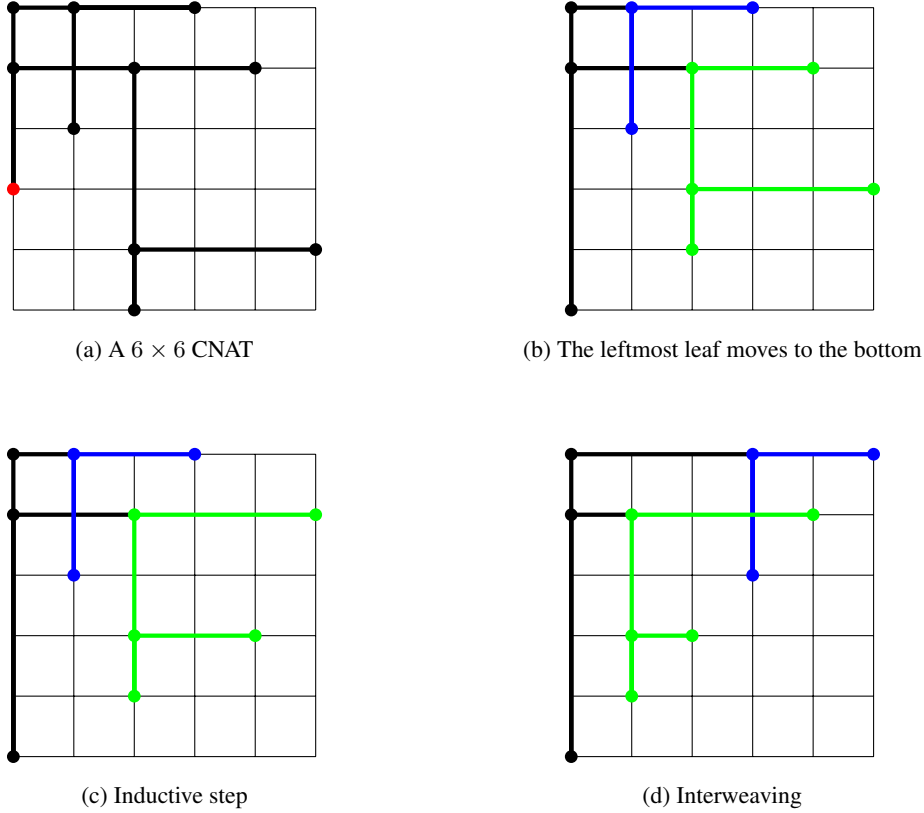 (a) A 6 × 6 CNAT
(b) The leftmost leaf moves to the bottom
(c) Inductive step
(d) Interweaving